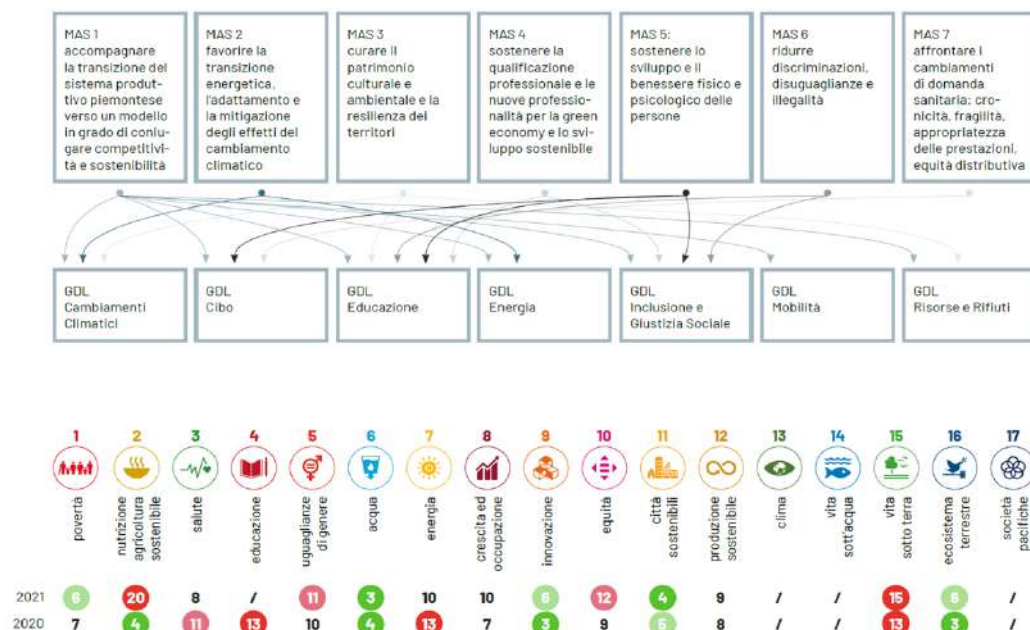 MAS 1
accompagnare
la transizione del
sistema produt-
tivo piemontese
verso un modello
in grado di coniu-
gare competitivi-
tà e sostenibilità
MAS 2
favorire la
transizione
energetica,
l'adattamento e
la mitigazione
degli effetti del
cambiamento
climatico
MAS 3
curare il
patrimonio
culturale e
ambientale e la
resilienza dei
territori
MAS 4
sostenere la
qualificazione
professionale e le
nuove professio-
nalità per la green
economy e lo svi-
luppo sostenibile
MAS 5:
sostenere lo
sviluppo e il
benessere fisico e
psicologico delle
persone
MAS 6
ridurre
discriminazioni,
disuguaglianze e
illegalità
MAS 7
affrontare i
cambiamenti
di domanda
sanitaria: cro-
nicità, fragilità,
appropriatezza
delle prestazioni,
equità distributiva
GDL
Cambiamenti
Climatici
GDL
Cibo
GDL
Educazione
GDL
Energia
GDL
Inclusione e
Giustizia Sociale
GDL
Mobilità
GDL
Risorse e Rifiuti
1 2 3 4 5 6 7 8 9 10 11 12 13 14 15 16 17
povertà
nutrizione
agricoltura
sostenibile
salute
educazione
uguaglianze
di genere
acqua
energia
crescita ed
occupazione
innovazione
equità
città
sostenibili
produzione
sostenibile
clima
vita
sott'acqua
vita
sotto terra
ecosistema
terrestre
società
pacifiche
2021 6 20 8 / 11 3 10 10 6 12 4 9 / / 15 6 /
2020 7 4 11 13 10 4 13 7 3 9 5 8 / / 13 3 /